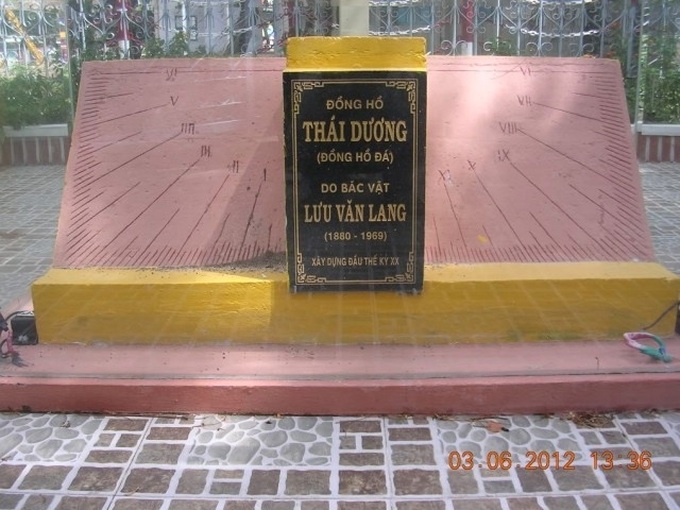 ĐỒNG HỒ
THÁI DƯƠNG
(ĐỒNG HỒ ĐÁ)
DO BÁC VẬT
LƯU VĂN LANG
(1880 - 1969)
XÂY DỰNG ĐẦU THẾ KỶ XX
VI
V
IIII
III
II
I
VI
VII
VIII
IX
X
XI
03 06 2012 13:36